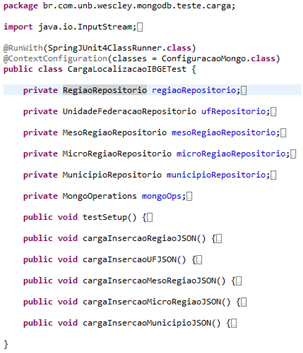 package br.com.unb.wescley.mongodb.teste.carga;
import java.io.InputStream;
@RunWith(SpringJUnit4ClassRunner.class)
@ContextConfiguration(classes = ConfiguracaoMongo.class)
public class CargaLocalizacaoIBGETest {
private RegiaoRepositorio regiaoRepositorio;
private UnidadeFederacaoRepositorio ufRepositorio;
private MesoRegiaoRepositorio mesoRegiaoRepositorio;
private MicroRegiaoRepositorio microRegiaoRepositorio;
private MunicipioRepositorio municipioRepositorio;
private MongoOperations mongoOps;
public void testSetup() {
public void cargaInsercaoRegiaoJSON() {
public void cargaInsercaoUFJSON() {
public void cargaInsercaoMesoRegiaoJSON() {
public void cargaInsercaoMicroRegiaoJSON() {
public void cargaInsercaoMunicipioJSON() {
}